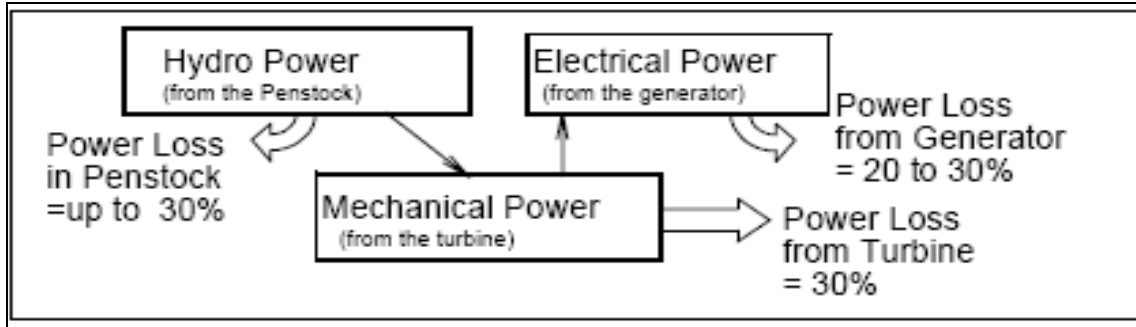 Hydro Power
(from the Penstock)
Electrical Power
(from the generator)
Power Loss
in Penstock
=up to 30%
Power Loss
from Generator
= 20 to 30%
Mechanical Power
(from the turbine)
Power Loss
from Turbine
= 30%